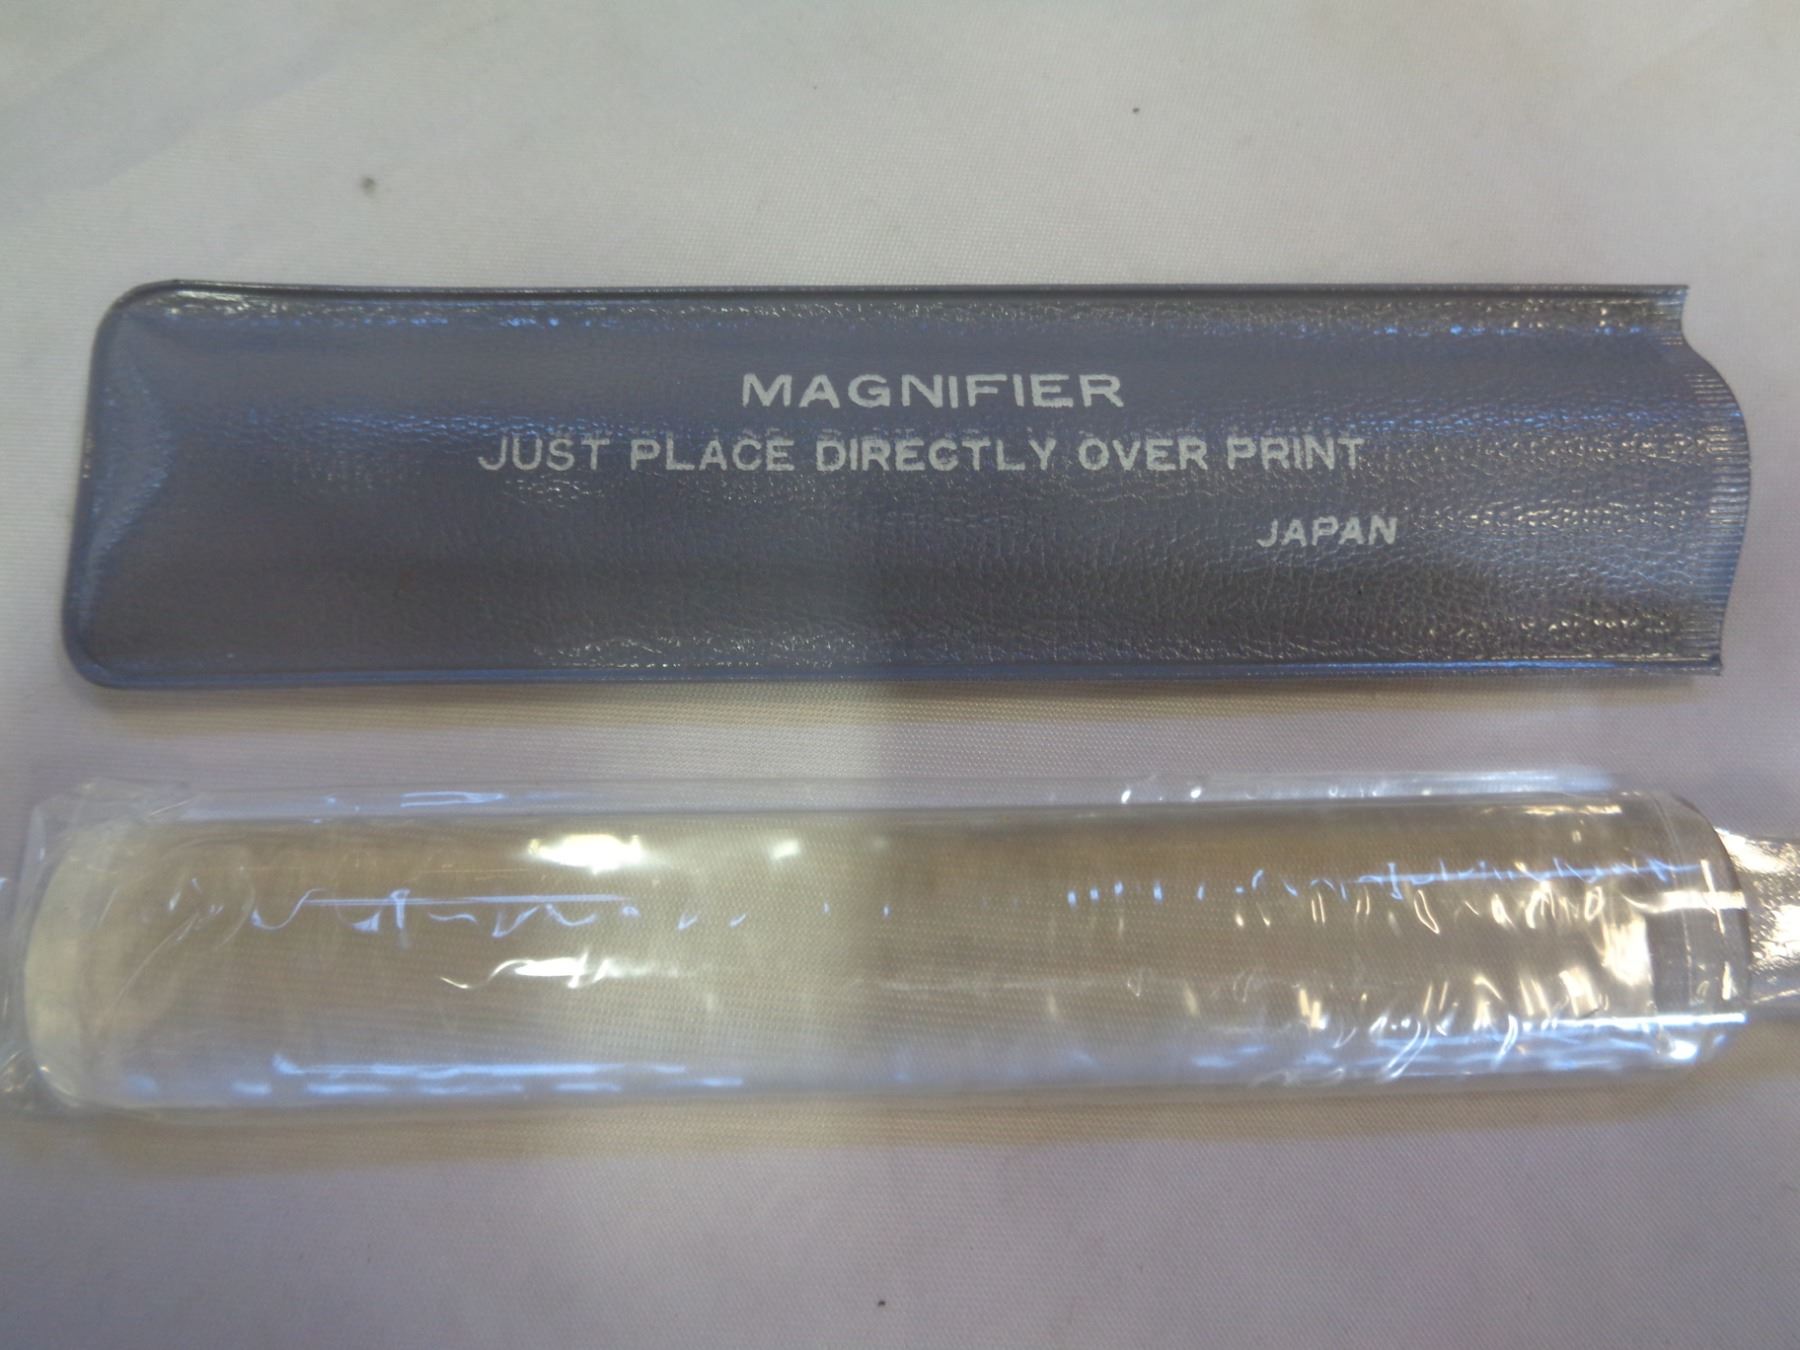 MAGNIFIER
JUST PLACE DIRECTLY OVER PRINT
JAPAN